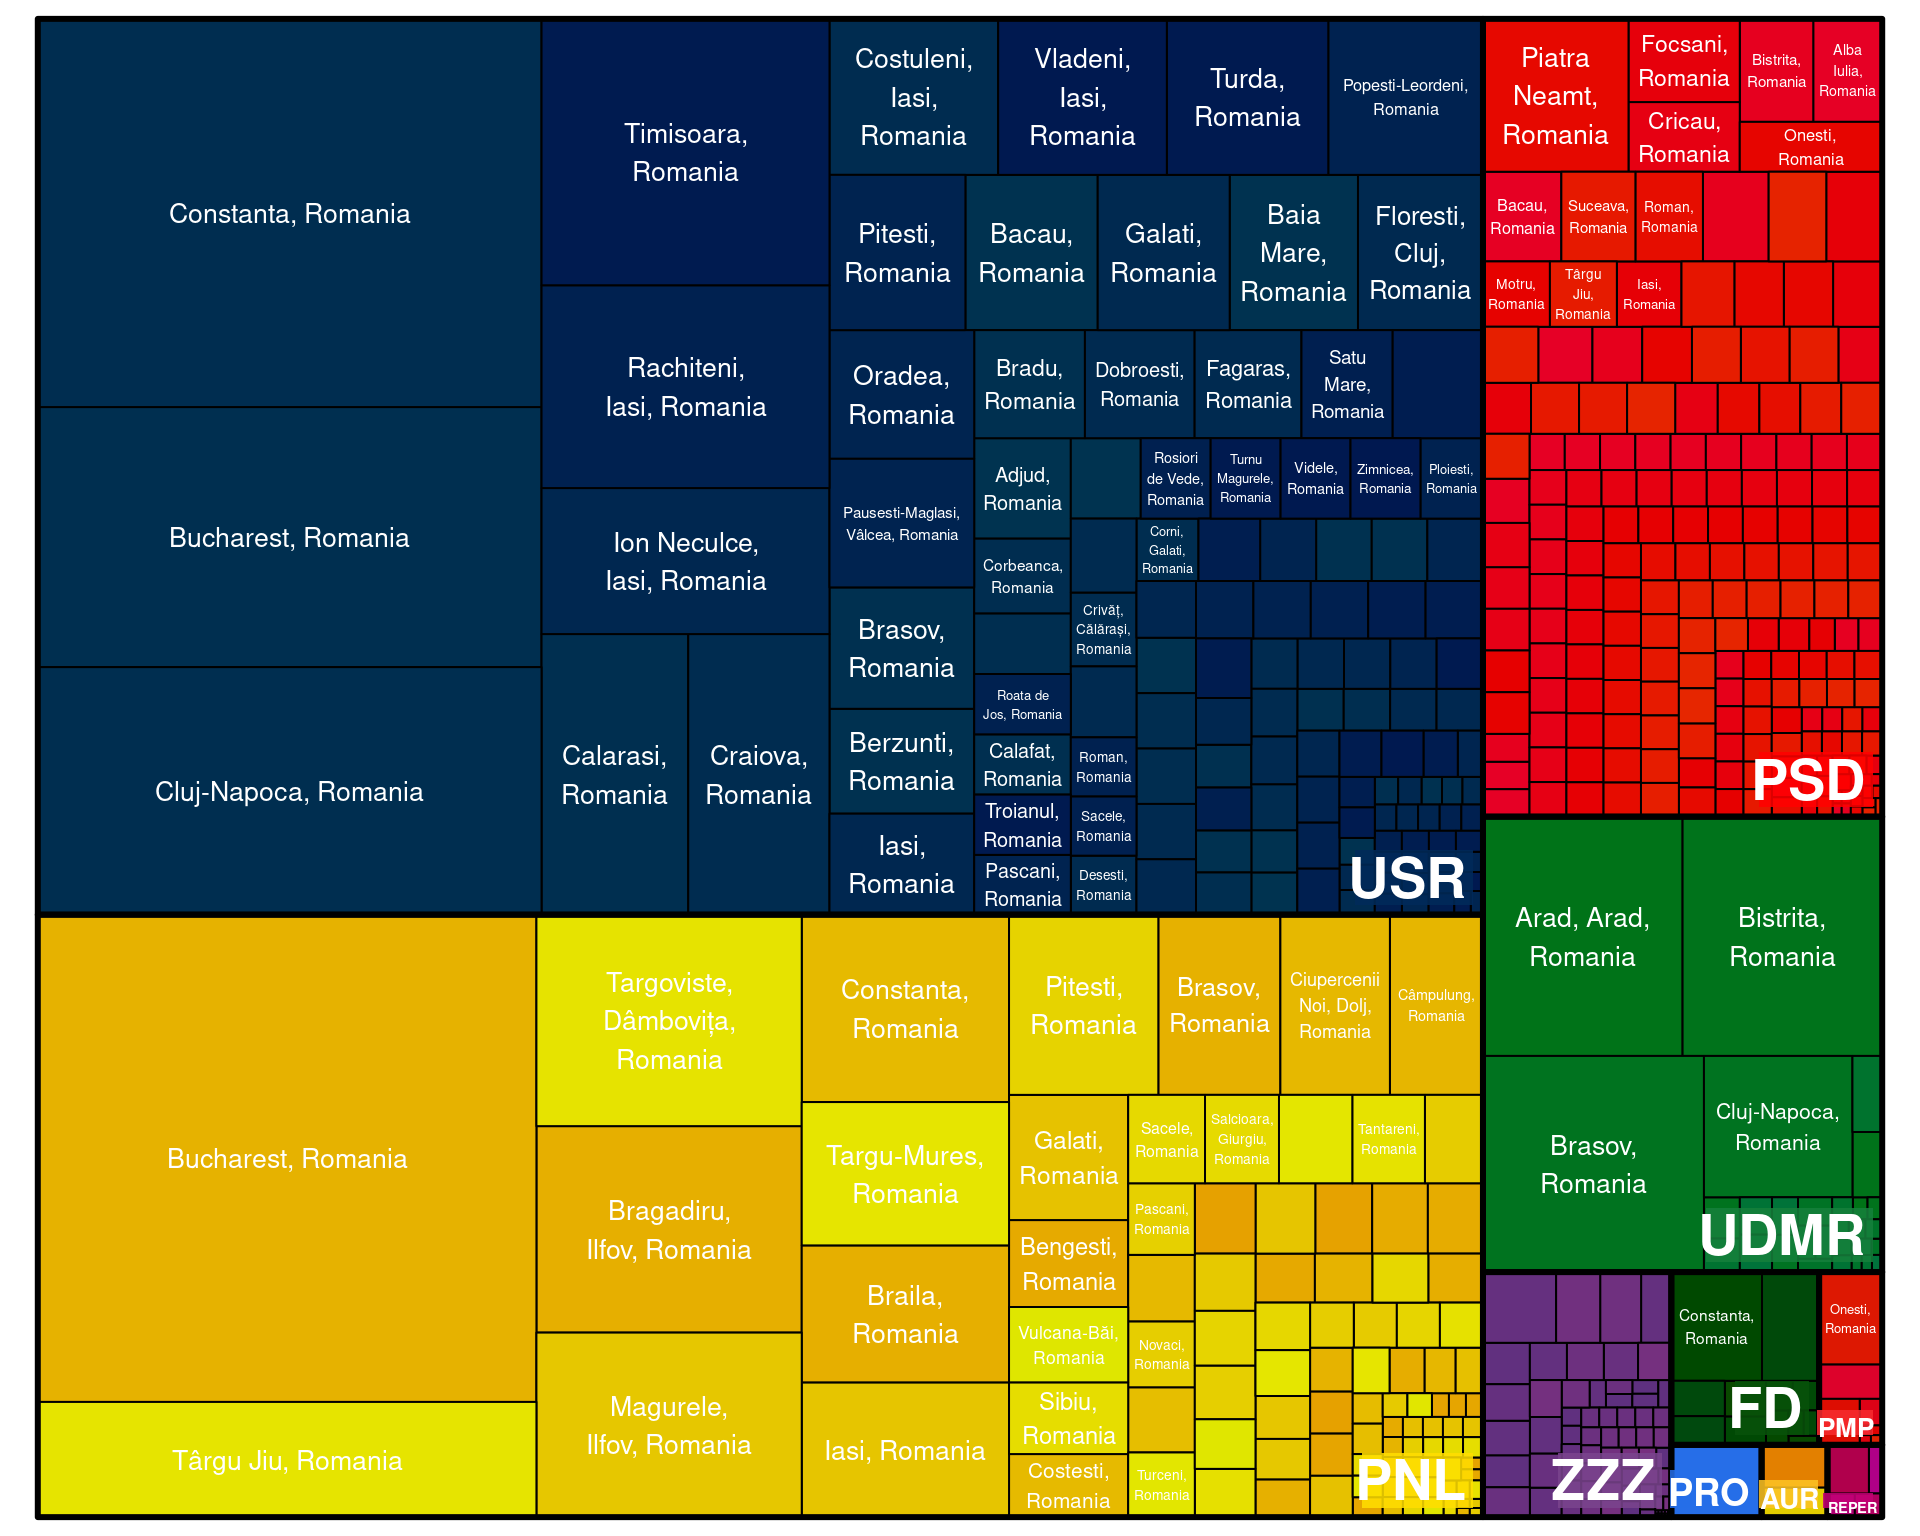 Constanta, Romania
Bucharest, Romania
Cluj-Napoca, Romania
Timisoara,
Romania
Rachiteni,
Iasi, Romania
Ion Neculce,
Iasi, Romania
Calarasi,
Romania
Craiova,
Romania
Costuleni,
Iasi,
Romania
Vladeni,
Iasi,
Romania
Turda,
Romania
Popesti-Leordeni,
Romania
Pitesti,
Romania
Bacau,
Romania
Galati,
Romania
Baia
Mare,
Romania
Floresti,
Cluj,
Romania
Oradea,
Romania
Pausesti-Maglasi,
Vâlcea, Romania
Brasov,
Romania
Berzunti,
Romania
Iasi,
Romania
Bradu,
Romania
Dobroesti,
Romania
Fagaras,
Romania
Satu
Mare,
Romania
Adjud,
Romania
Corbeanca,
Romania
Roata de
Jos, Romania
Calafat,
Romania
Troianul,
Romania
Pascani,
Romania
Rosiori
de Vede,
Romania
Turnu
Magurele,
Romania
Videle,
Romania
Zimnicea,
Romania
Ploiesti,
Romania
Corni,
Galati,
Romania
Crivăț,
Călărași,
Romania
Roman,
Romania
Sacele,
Romania
Desesti,
Romania
USR
Piatra
Neamt,
Romania
Focsani,
Romania
Cricau,
Romania
Bistrita,
Romania
Alba
Iulia,
Romania
Onesti,
Romania
Bacau,
Romania
Suceava,
Romania
Roman,
Romania
Motru,
Romania
Târgu
Jiu,
Romania
Iasi,
Romania
PSD
Bucharest, Romania
Târgu Jiu, Romania
Targoviste,
Dâmbovița,
Romania
Bragadiru,
Ilfov, Romania
Magurele,
Ilfov, Romania
Constanta,
Romania
Targu-Mures,
Romania
Braila,
Romania
Iasi, Romania
Pitesti,
Romania
Brasov,
Romania
Ciupercenii
Noi, Dolj,
Romania
Câmpulung,
Romania
Galati,
Romania
Bengesti,
Romania
Vulcana-Băi,
Romania
Sibiu,
Romania
Costesti,
Romania
Sacele,
Romania
Salcioara,
Giurgiu,
Romania
Tantareni,
Romania
Pascani,
Romania
Novaci,
Romania
Turceni,
Romania
PNL
Arad, Arad,
Romania
Bistrita,
Romania
Brasov,
Romania
Cluj-Napoca,
Romania
UDMR
ZZZ
Constanta,
Romania
FD
Onesti,
Romania
PMP
PRO
AUR
REPER